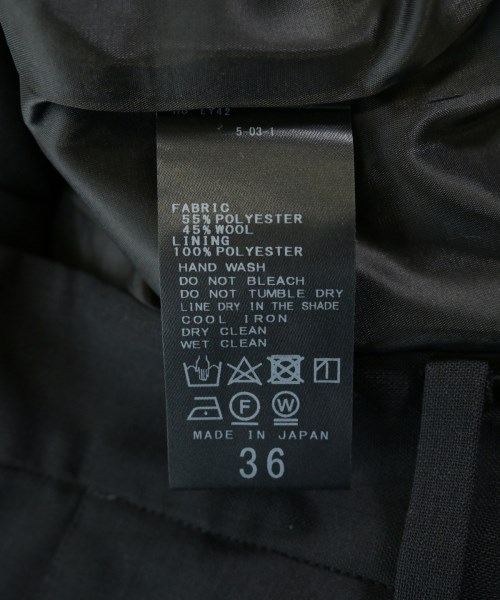 5-03-1
FABRIC
55%POLYESTER
45%WOOL
LINING
100%POLYESTER
HAND WASH
DO NOT BLEACH
DO NOT TUMBLE DRY
LINE DRY IN THE SHADE
COOL IRON
DRY CLEAN
WET CLEAN
F W
MADE IN JAPAN
36